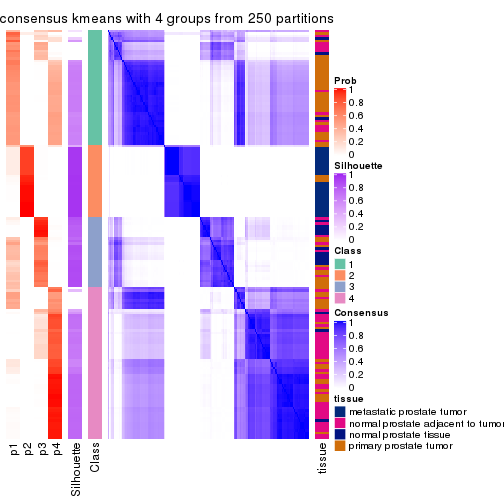 consensus kmeans with 4 groups from 250 partitions
Prob
1
0.8
0.6
0.4
0.2
0
Silhouette
1
0.8
0.6
0.4
0.2
0
Class
1
2
3
4
Consensus
1
0.8
0.6
0.4
0.2
0
tissue
metastatic prostate tumor
normal prostate adjacent to tumor
normal prostate tissue
primary prostate tumor
p1
p2
p3
p4
Silhouette
Class
tissue